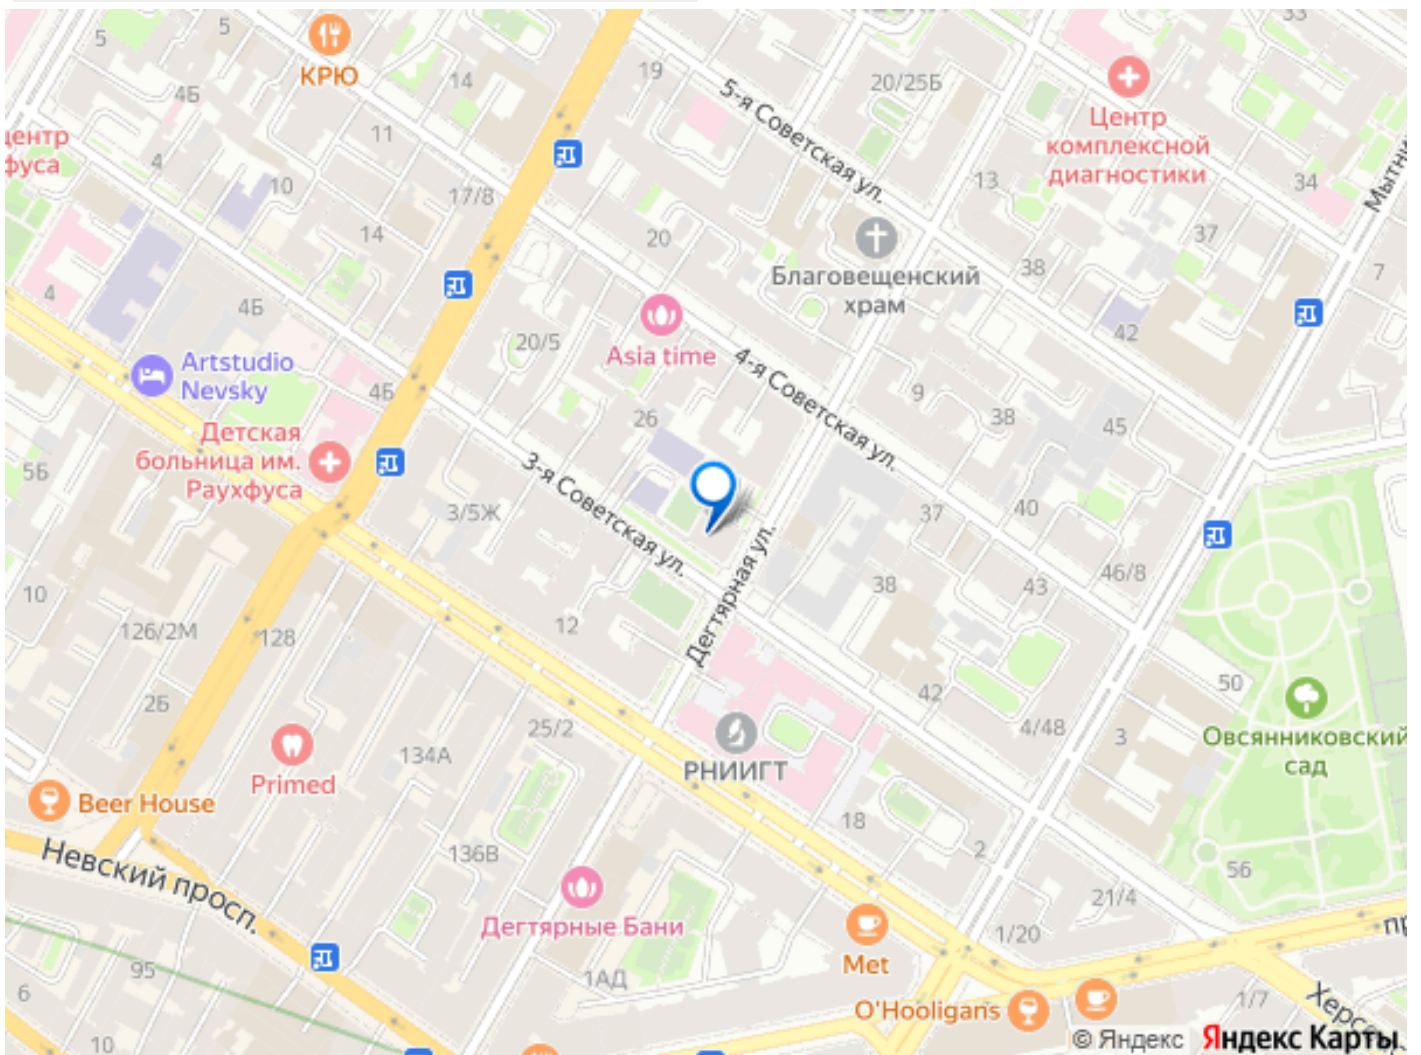 5
5
КРЮ
14
4Б
11
центр
фуса
4
10
17/8
14
4
4Б
19
20/25Б
33
5-я Советская ул.
Центр
комплексной
диагностики
13
34
20
Благовещенский
храм
38
37
7
42
Artstudio
Nevsky
4Б
20/5
Asia time
4-я Советская ул.
9
38
45
Детская
больница им.
Раухфуса
26
5Б
3/5Ж
3-я Советская ул.
37
40
10
126/2М
128
12
Дегтярная ул.
38
43
46/8
2Б
25/2
42
50
4/48
3
Овсянниковский
сад
134А
Primed
РНИИГТ
Beer House
18
2
Невский просп.
136В
56
21/4
Дегтярные Бани
1/20
Met
95
6
1АД
O'Hooligans
1/7
10
© Яндекс Яндекс Карты